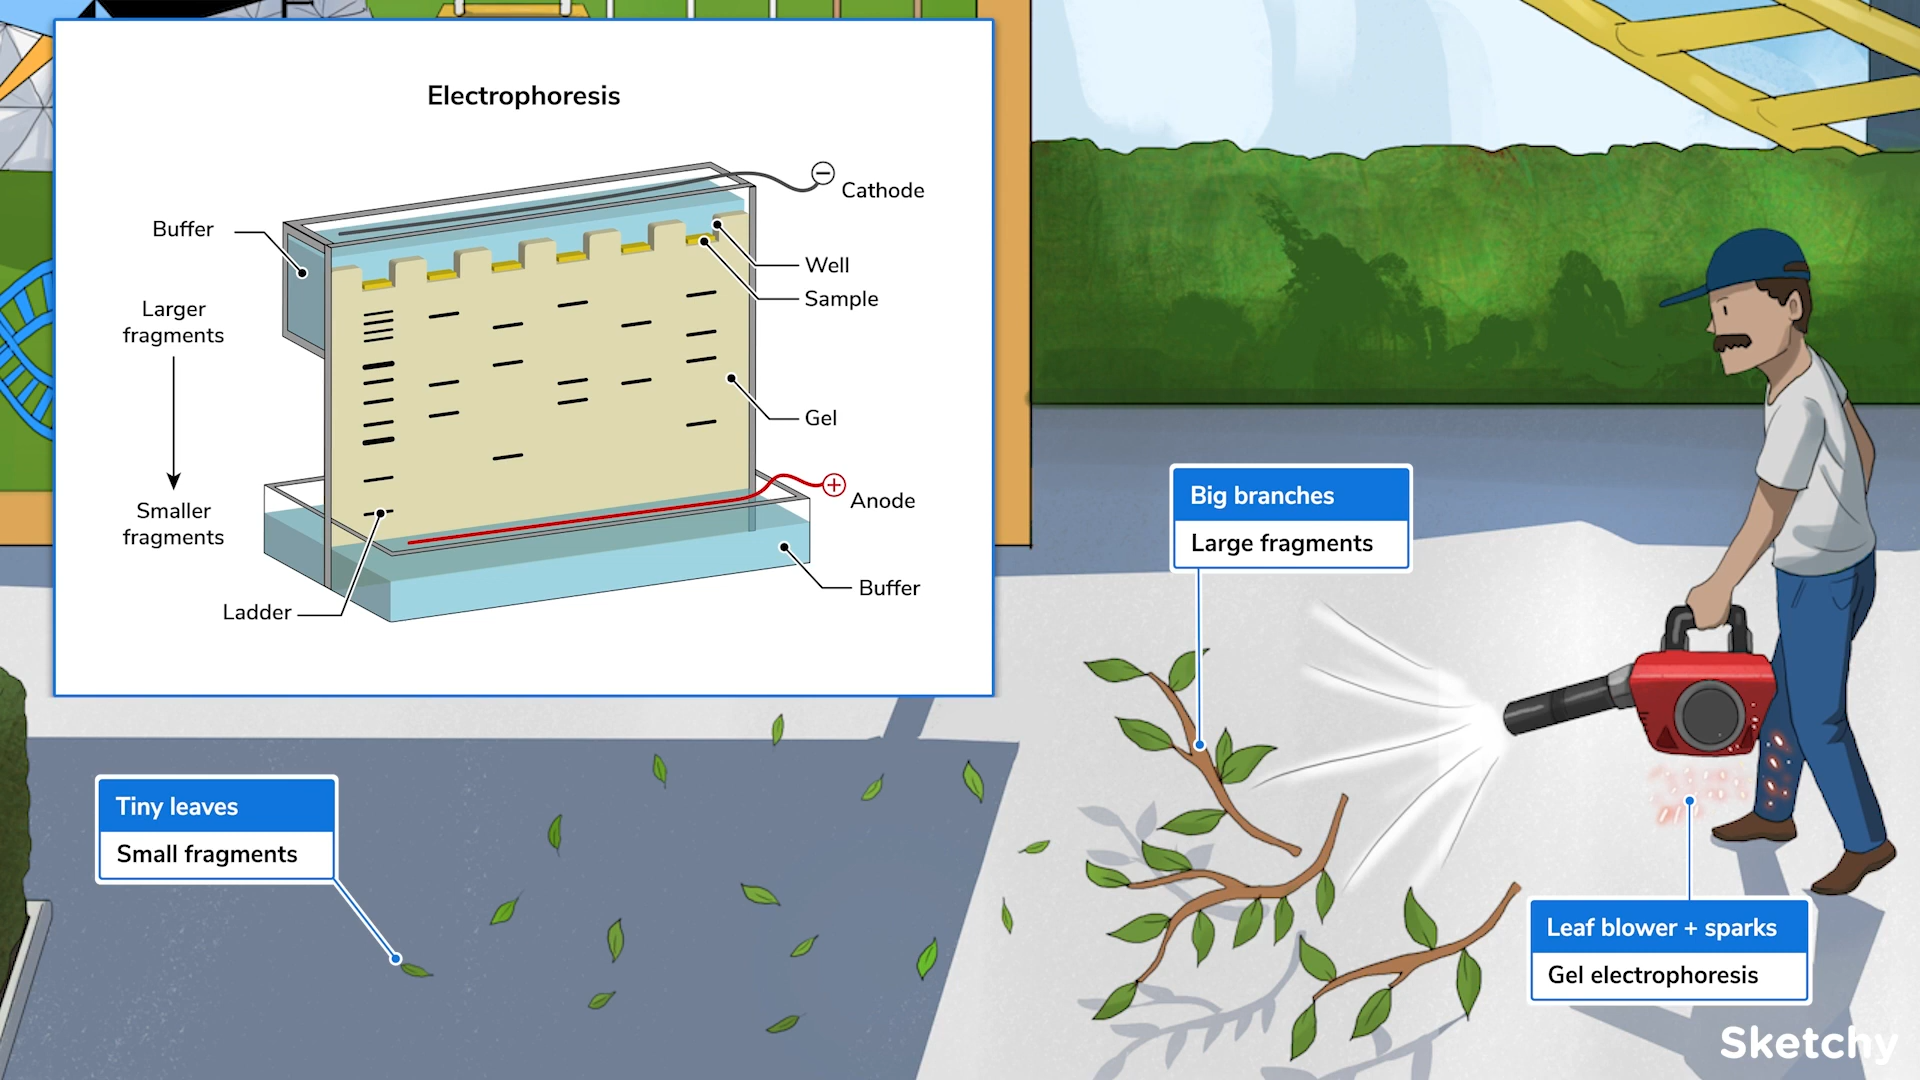 Electrophoresis
−
Cathode
Buffer
Well
Sample
Larger
fragments
Gel
+
Anode
Smaller
fragments
Buffer
Ladder
Big branches
Large fragments
Tiny leaves
Small fragments
Leaf blower + sparks
Gel electrophoresis
Sketchy